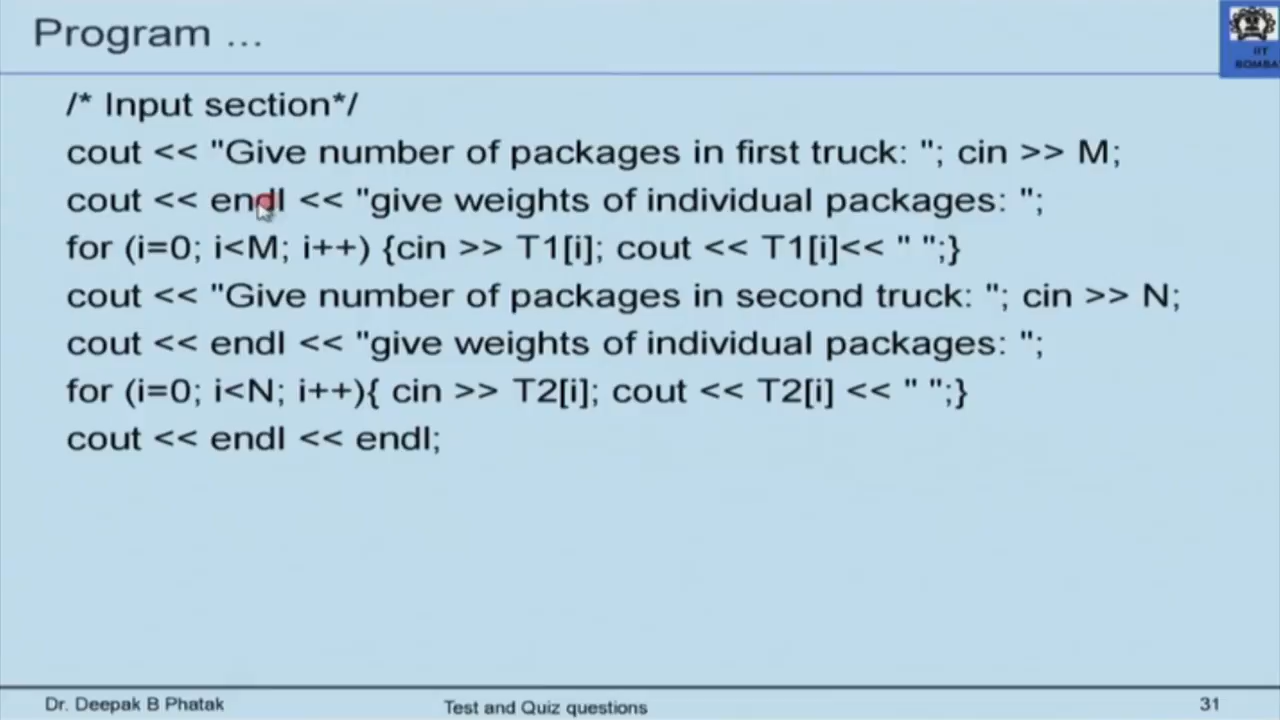 Program ...
IIT
BOMBA
/* Input section*/
cout << "Give number of packages in first truck: "; cin >> M;
cout << endl << "give weights of individual packages: ";
for (i=0; i<M; i++) {cin >> T1[i]; cout << T1[i]<< " ";}
cout << "Give number of packages in second truck: "; cin >> N;
cout << endl << "give weights of individual packages: ";
for (i=0; i<N; i++){ cin >> T2[i]; cout << T2[i] << " ";}
cout << endl << endl;
Dr. Deepak B Phatak
Test and Quiz questions
31